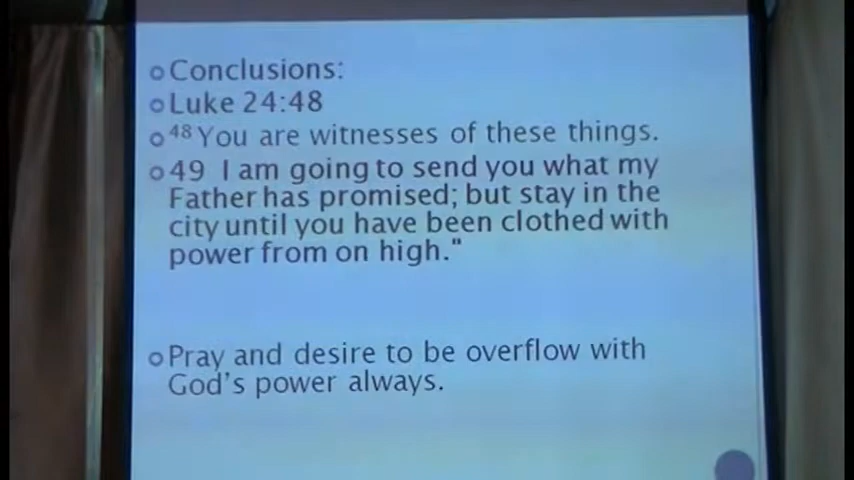 Conclusions:
Luke 24:48
48 You are witnesses of these things.
49 I am going to send you what my
Father has promised; but stay in the
city until you have been clothed with
power from on high."
Pray and desire to be overflow with
God's power always.